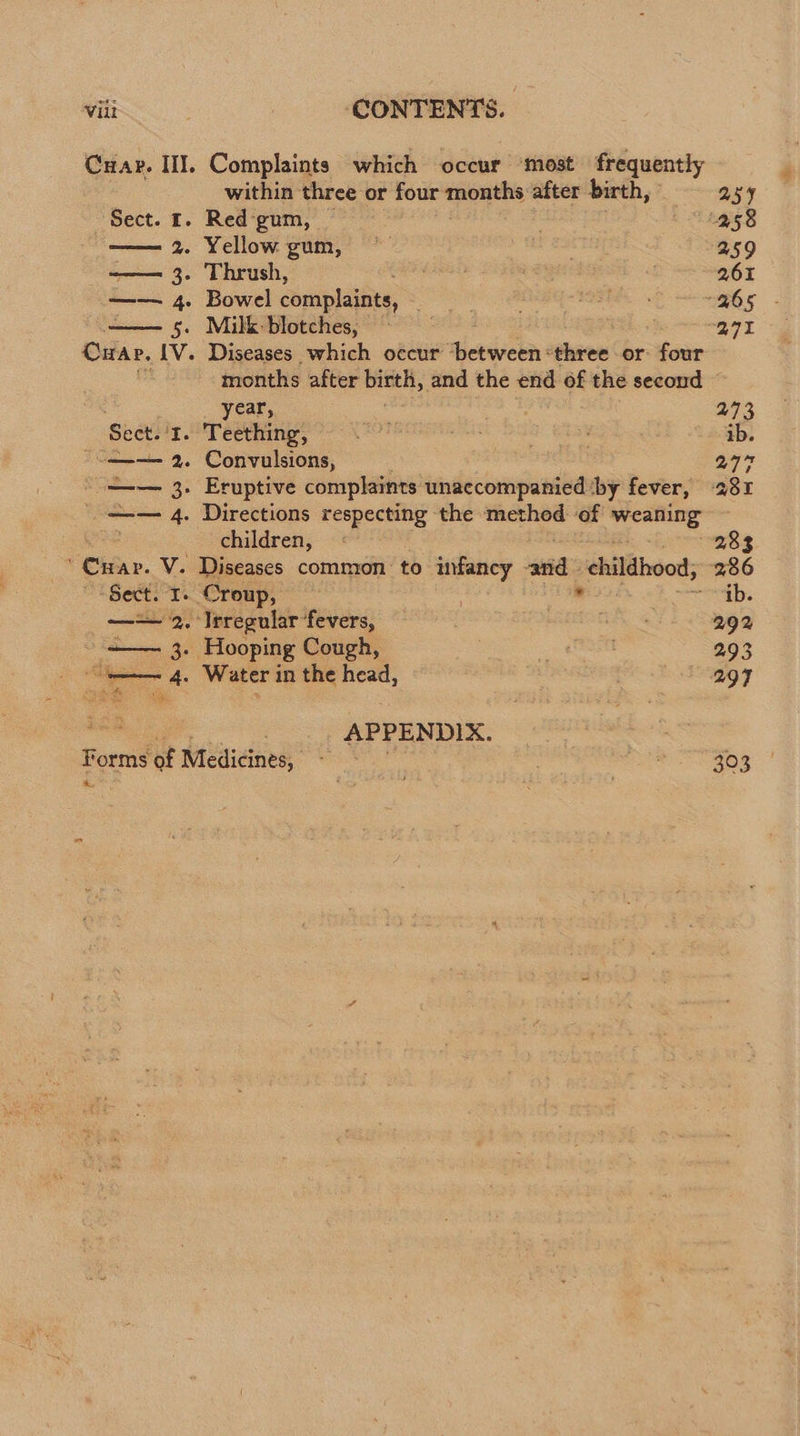 viii CONTENTS.
CHAP. III. Complaints which occur most frequently
within three or four months after birth, 257
Sect. 1. Red gum, 258
—— 2. Yellow gum, 259
—— 3. Thrush, 261
—— 4. Bowel complaints, 265
—— 5. Milk blotches, 271
CHAP. IV. Diseases which occur between three or four
months after birth, and the end of the second
year, 273
Sect. 1. Teething, ib.
—— 2. Convulsions, 277
—— 3. Eruptive complaints unaccompanied by fever, 281
—— 4. Directions respecting the method of weaning
children, 283
CHAP. V. Diseases common to infancy and childhood, 286
Sect. 1. Croup, ib.
—— 2. Irregular fevers, 292
—— 3. Hooping Cough, 293
—— 4. Water in the head, 297
APPENDIX.
Forms of Medicines, 303